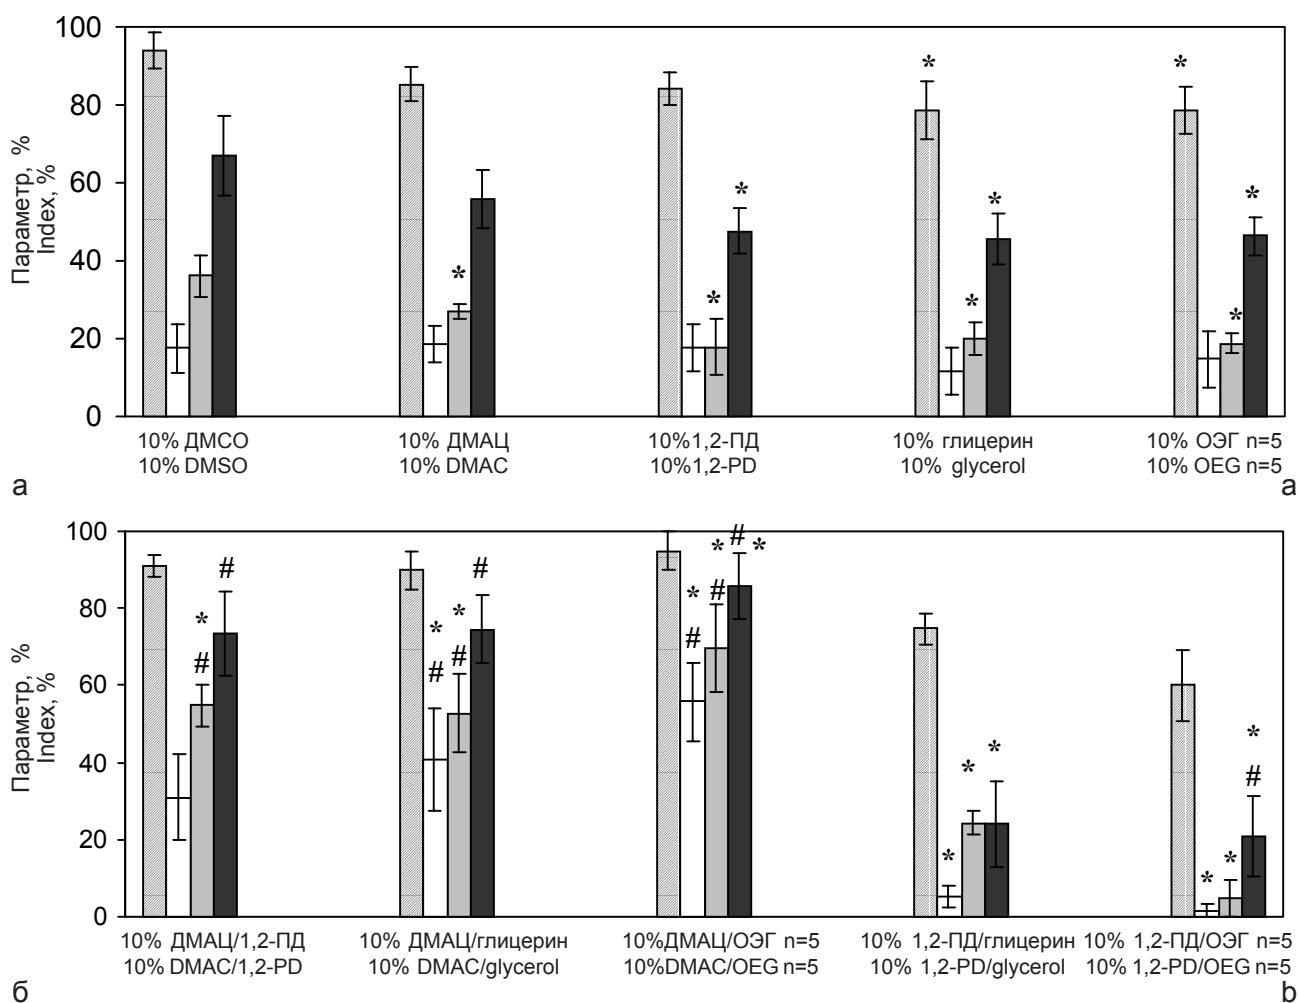 100
80
60
40
20
0
Параметр, %
Index, %
* * * * * * * * * *
10% ДМСО
10% DMSO
10% ДМАЦ
10% DMAC
10%1,2-ПД
10%1,2-PD
10% глицерин
10% glycerol
10% ОЭГ n=5
10% OEG n=5
а
a
100
80
60
40
20
0
Параметр, %
Index, %
# * #
# * # * #
# * * # * #
* * *
* # * *
10% ДМАЦ/1,2-ПД
10% DMAC/1,2-PD
10% ДМАЦ/глицерин
10% DMAC/glycerol
10%ДМАЦ/ОЭГ n=5
10%DMAC/OEG n=5
10% 1,2-ПД/глицерин
10% 1,2-PD/glycerol
10% 1,2-ПД/ОЭГ n=5
10% 1,2-PD/OEG n=5
б
b